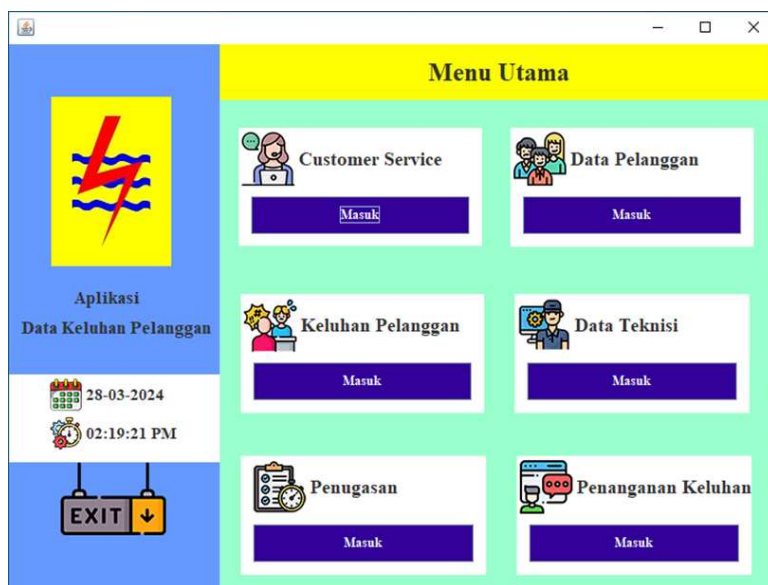 Menu Utama
Customer Service
Masuk
Data Pelanggan
Masuk
Aplikasi
Data Keluhan Pelanggan
Keluhan Pelanggan
Masuk
Data Teknisi
Masuk
28-03-2024
02:19:21 PM
EXIT
Penugasan
Masuk
Penanganan Keluhan
Masuk